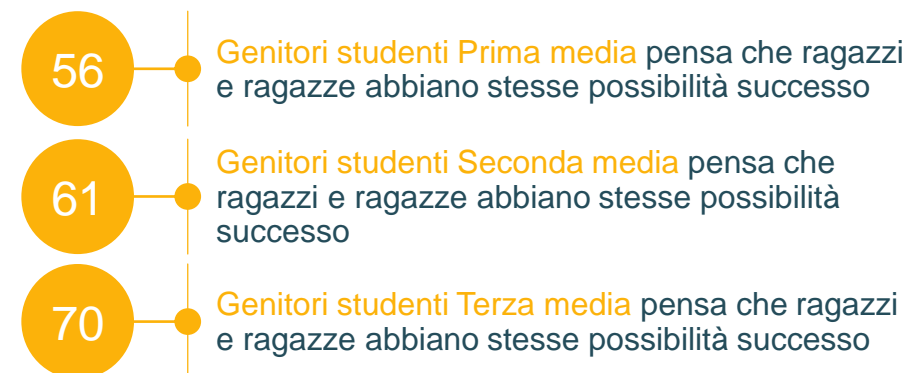 56
Genitori studenti Prima media pensa che ragazzi
e ragazze abbiano stesse possibilità successo
61
Genitori studenti Seconda media pensa che
ragazzi e ragazze abbiano stesse possibilità
successo
70
Genitori studenti Terza media pensa che ragazzi
e ragazze abbiano stesse possibilità successo